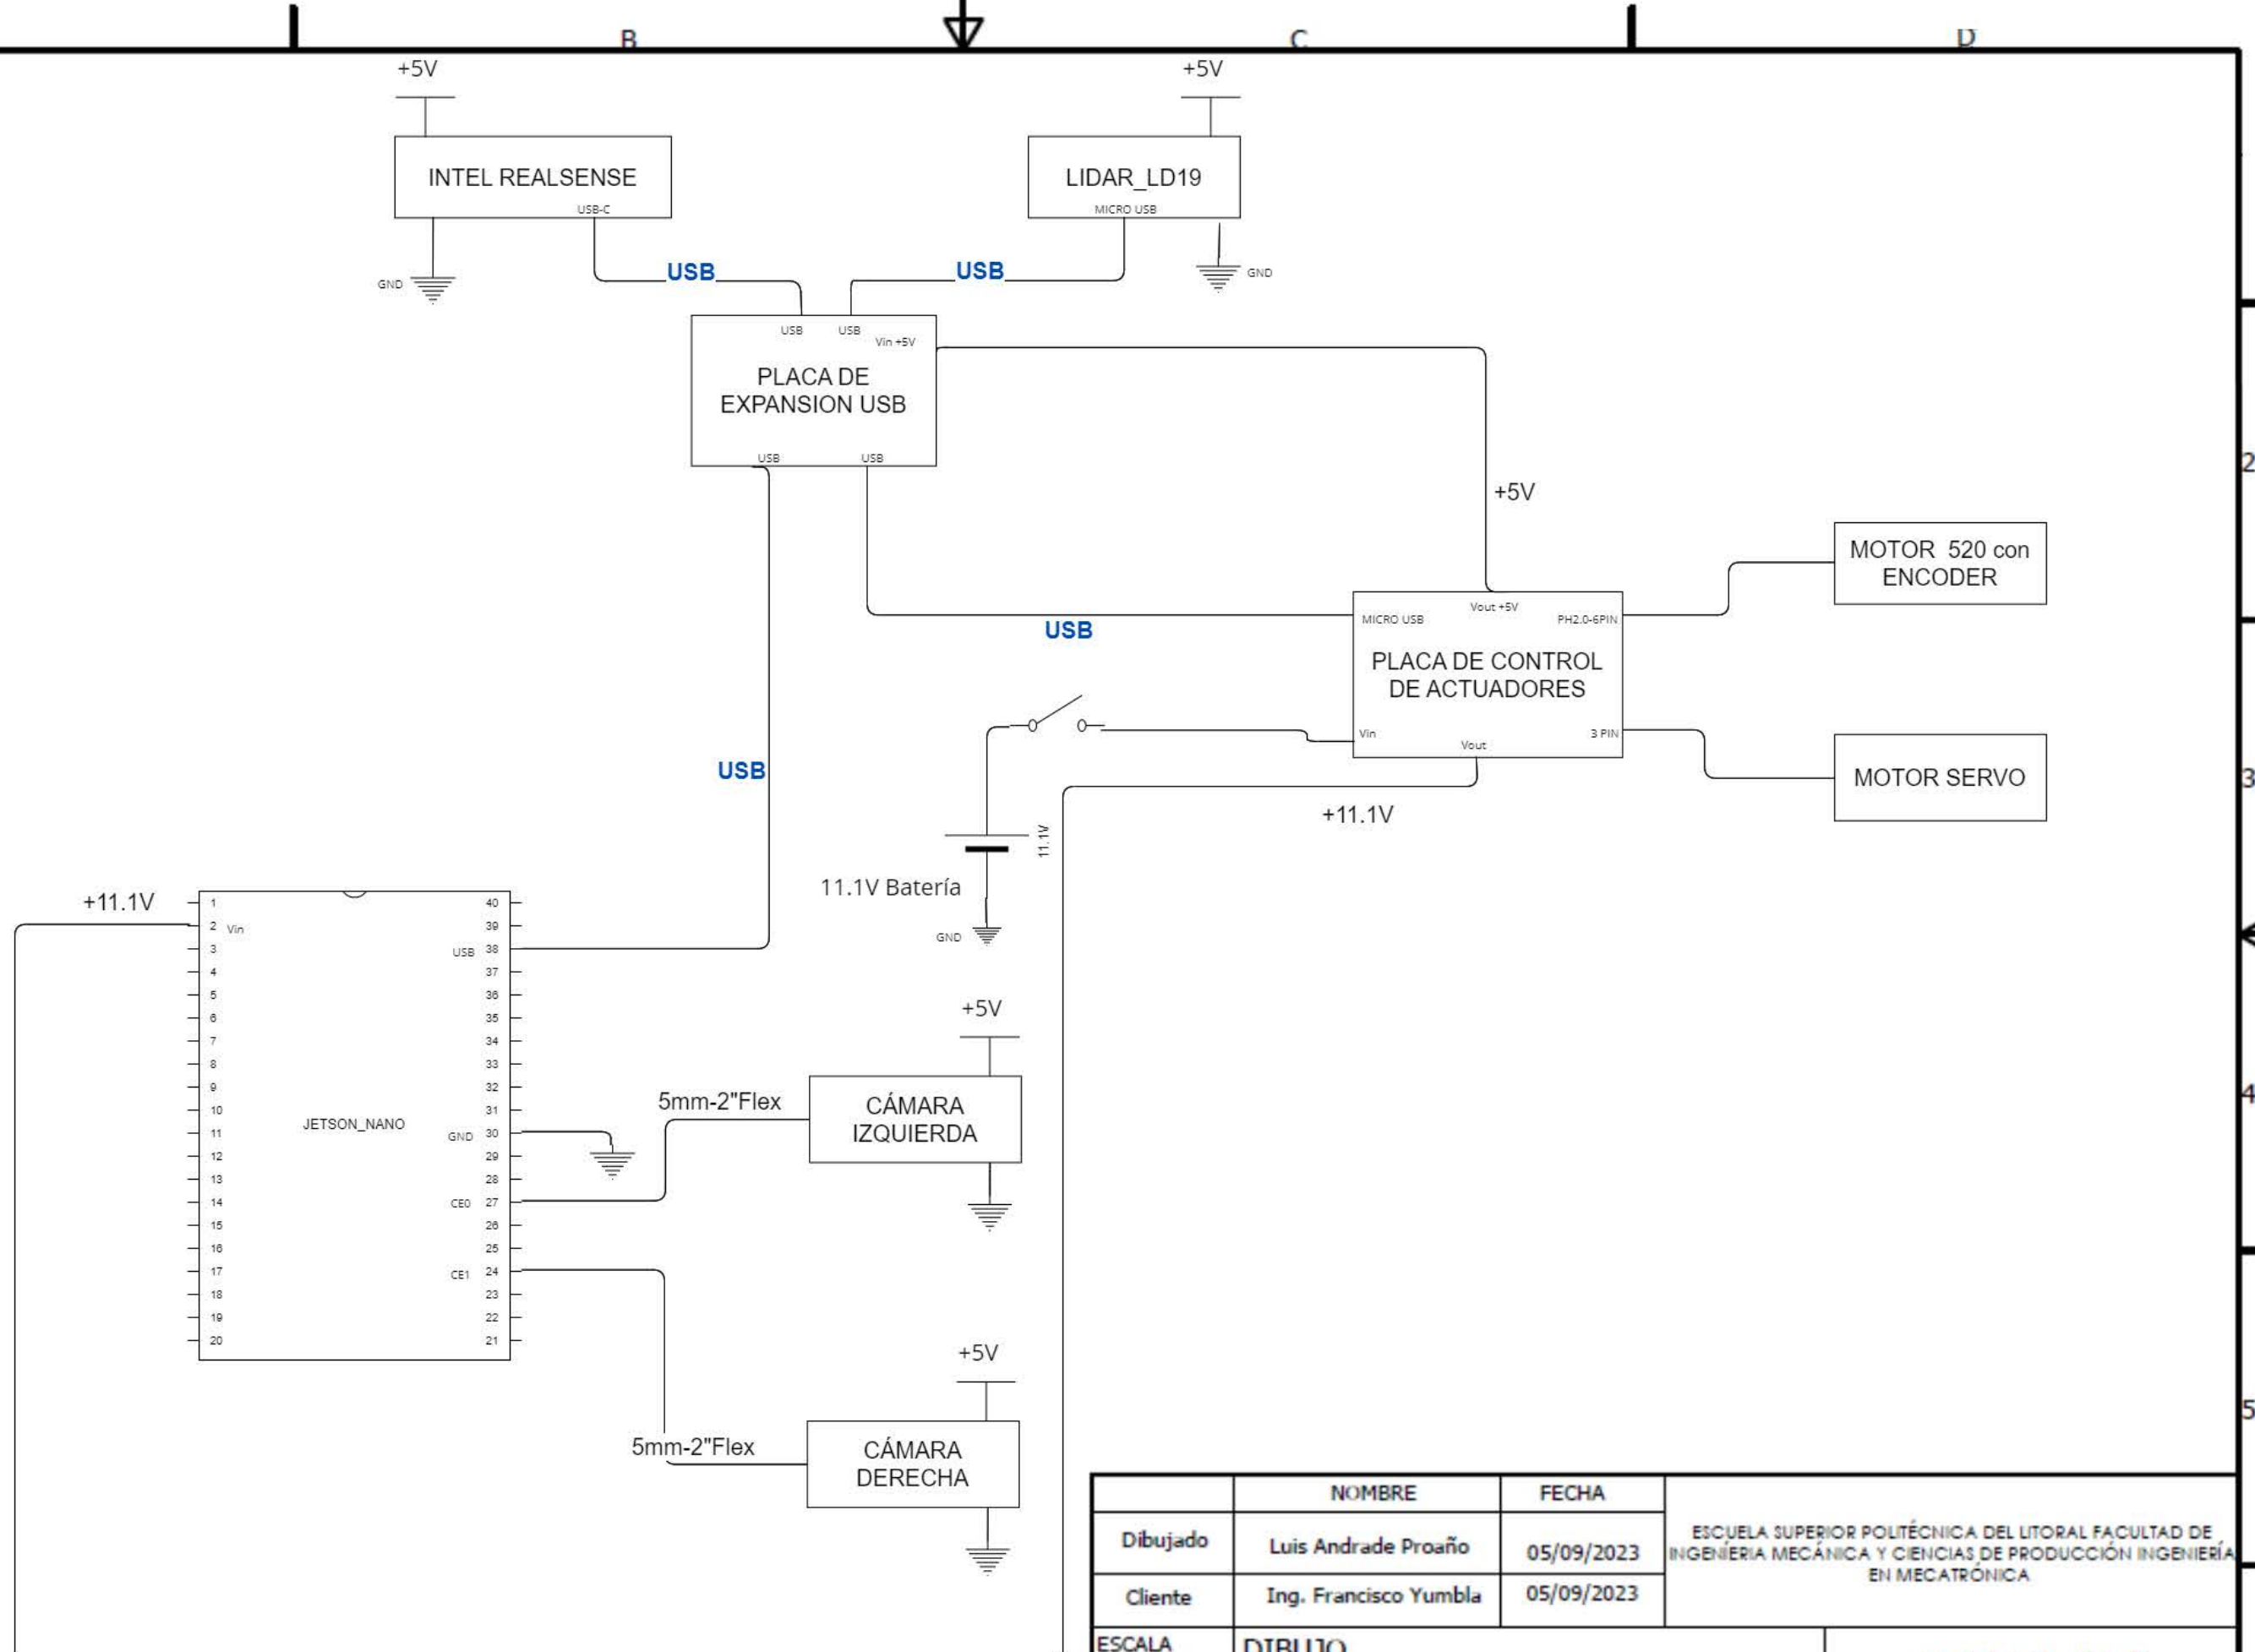 B
C
D
+5V
+5V
INTEL REALSENSE
USB-C
LIDAR_LD19
MICRO USB
GND
USB
USB
GND
USB
USB
Vin +5V
PLACA DE
EXPANSION USB
USB
USB
2
+5V
MOTOR 520 con
ENCODER
Vout +5V
MICRO USB
PH2.0-6PIN
USB
PLACA DE CONTROL
DE ACTUADORES
Vin
3 PIN
Vout
USB
MOTOR SERVO
3
+11.1V
11.1V
11.1V Batería
GND
+11.1V
1
2
Vin
3
4
5
6
7
8
9
10
11
12
13
14
15
16
17
18
19
20
JETSON_NANO
40
39
USB 38
37
36
35
34
33
32
31
GND 30
29
28
CE0 27
26
25
CE1 24
23
22
21
+5V
5mm-2"Flex
CÁMARA
IZQUIERDA
4
+5V
5mm-2"Flex
CÁMARA
DERECHA
5
NOMBRE
FECHA
Dibujado
Luis Andrade Proaño
05/09/2023
Cliente
Ing. Francisco Yumbla
05/09/2023
ESCUELA SUPERIOR POLITÉCNICA DEL LITORAL FACULTAD DE
INGENÍERIA MECÁNICA Y CIENCIAS DE PRODUCCIÓN INGENIERÍA
EN MECATRÓNICA
ESCALA
DIBUJO